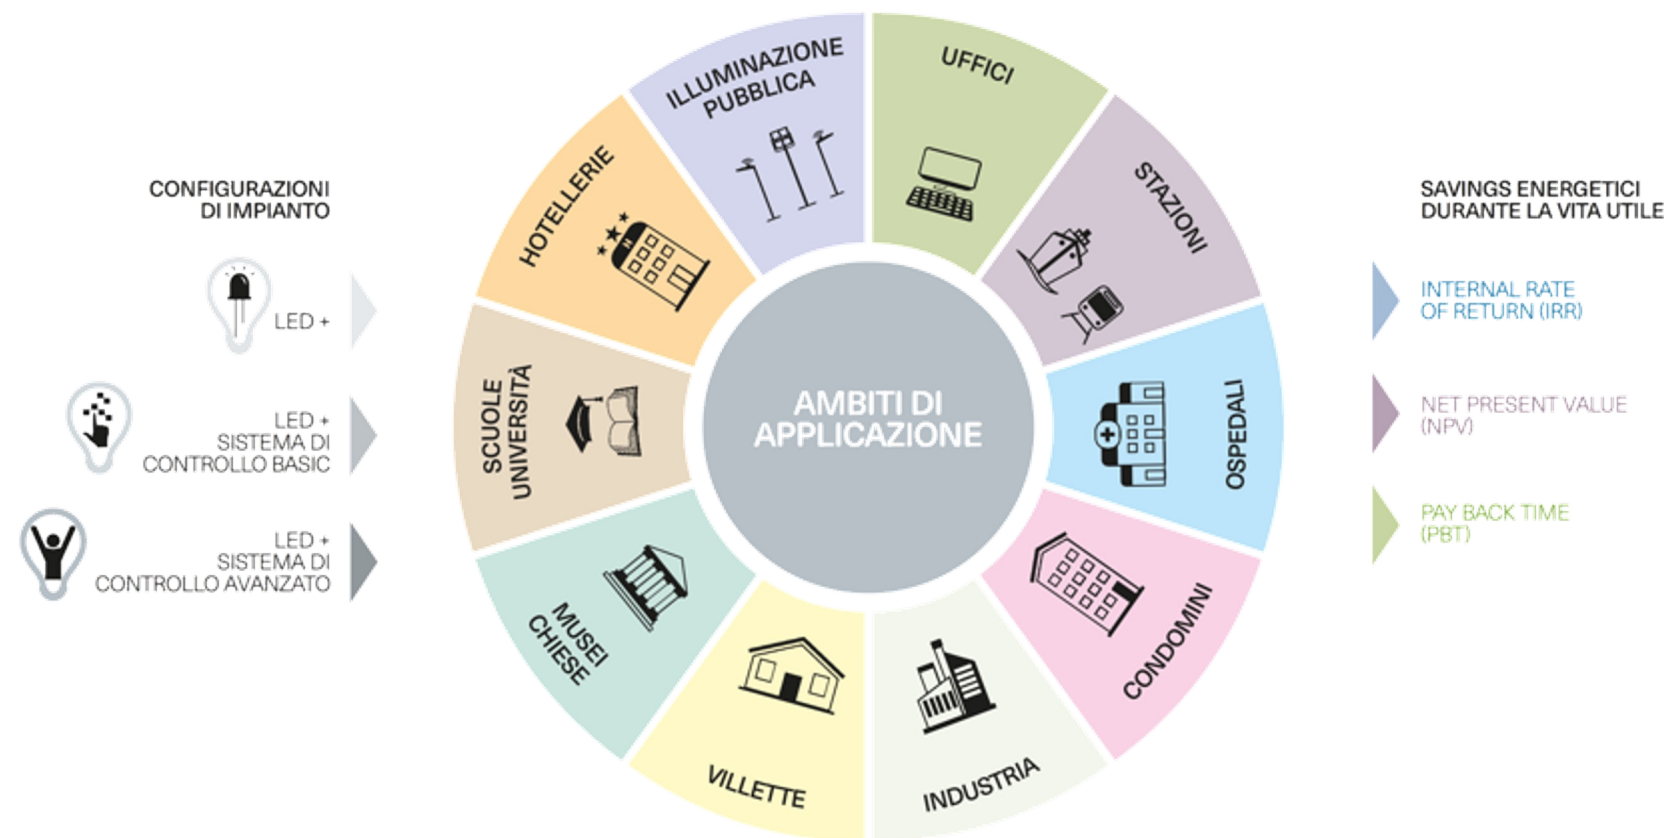 CONFIGURAZIONI
DI IMPIANTO
LED +
LED +
SISTEMA DI
CONTROLLO BASIC
LED +
SISTEMA DI
CONTROLLO AVANZATO
ILLUMINAZIONE
PUBBLICA
UFFICI
STAZIONI
OSPEDALI
CONDOMINI
INDUSTRIA
VILLETTE
MUSEI
CHIESE
SCUOLE
UNIVERSITÀ
HOTELLERIE
N
AMBITI DI
APPLICAZIONE
SAVINGS ENERGETICI
DURANTE LA VITA UTILE
INTERNAL RATE
OF RETURN (IRR)
NET PRESENT VALUE
(NPV)
PAY BACK TIME
(PBT)